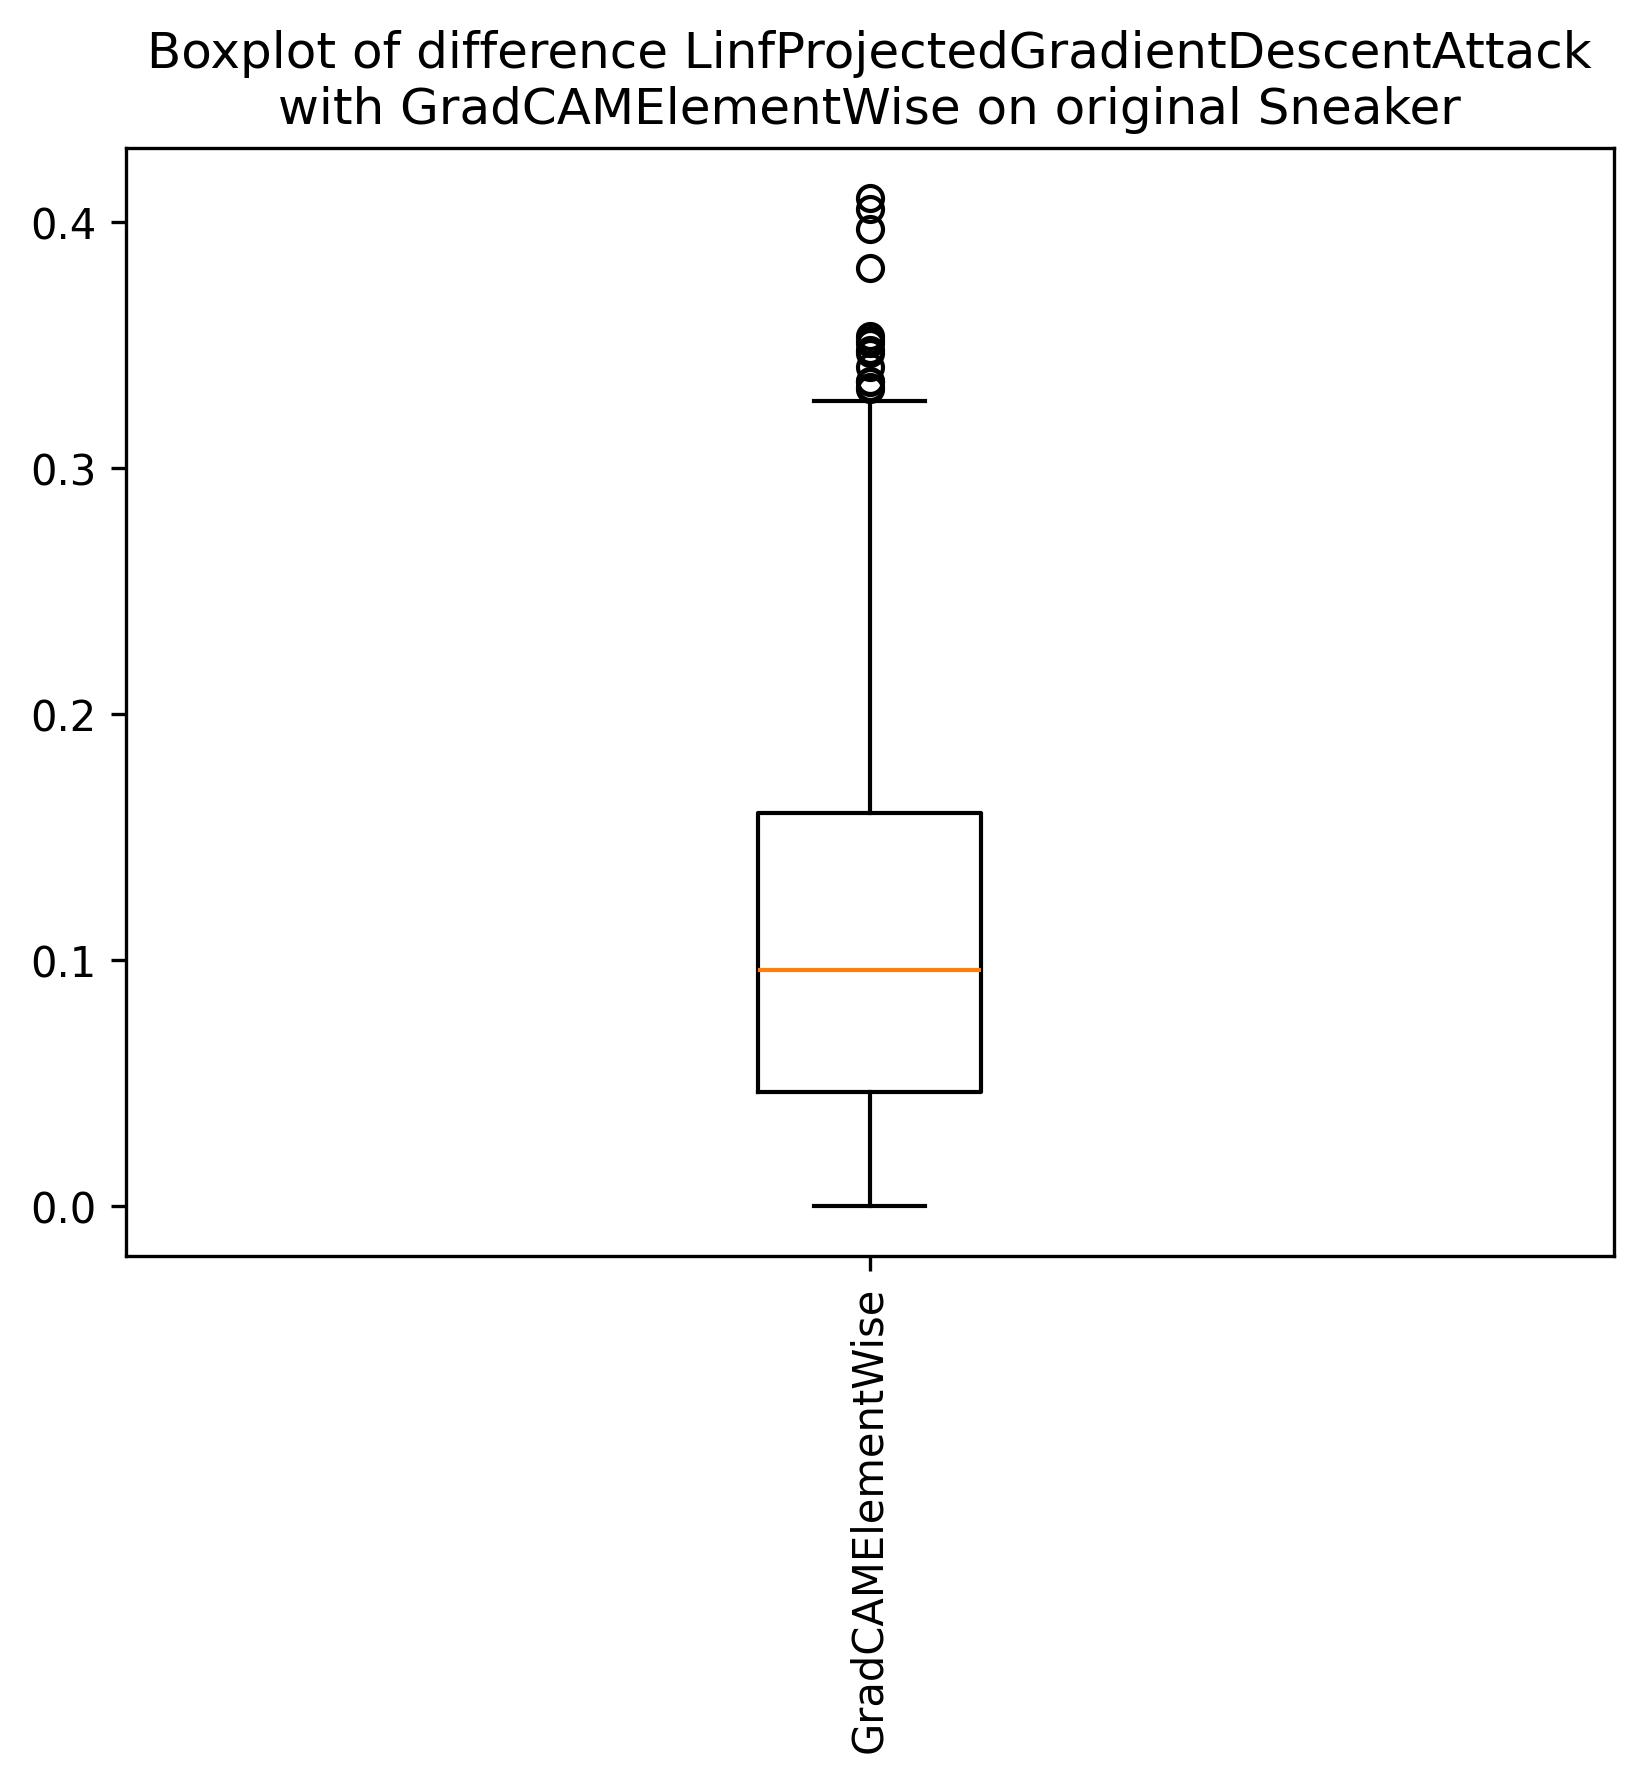 Boxplot of difference LinfProjectedGradientDescentAttack
with GradCAMElementWise on original Sneaker
0.4
0.3
0.2
0.1
0.0
GradCAMElementWise